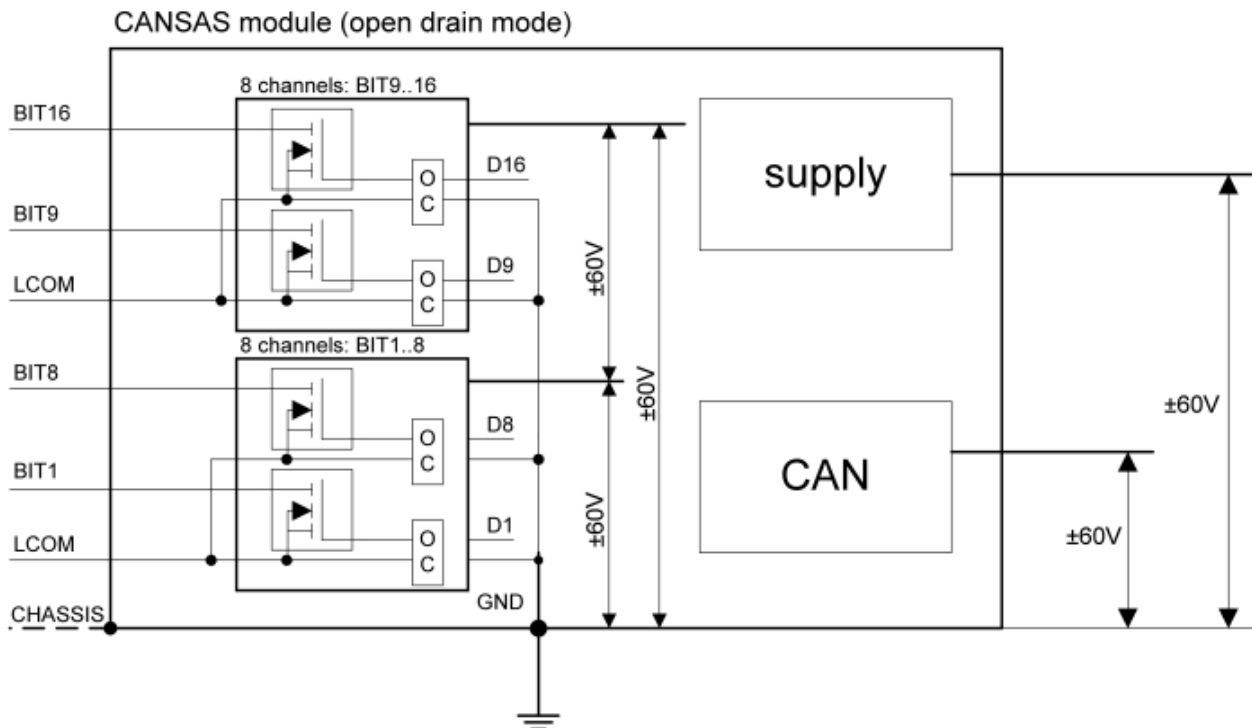 CANSAS module (open drain mode)
8 channels: BIT9..16
BIT16
D16
O
C
supply
BIT9
D9
O
C
LCOM
±60V
±60V
8 channels: BIT1..8
BIT8
D8
O
C
±60V
CAN
BIT1
D1
O
C
±60V
±60V
LCOM
GND
CHASSIS